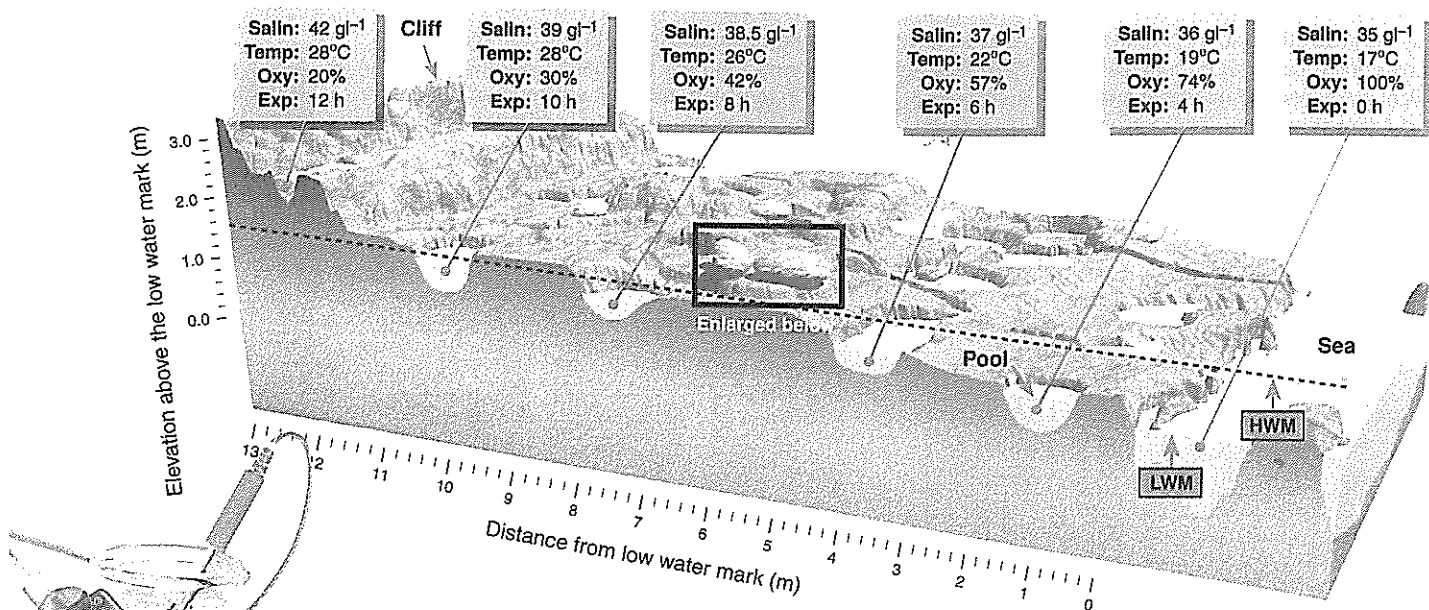 Salin: 42 gl⁻¹
Temp: 28°C
Oxy: 20%
Exp: 12 h
Cliff
Salin: 39 gl⁻¹
Temp: 28°C
Oxy: 30%
Exp: 10 h
Salin: 38.5 gl⁻¹
Temp: 26°C
Oxy: 42%
Exp: 8 h
Salin: 37 gl⁻¹
Temp: 22°C
Oxy: 57%
Exp: 6 h
Salin: 36 gl⁻¹
Temp: 19°C
Oxy: 74%
Exp: 4 h
Salin: 35 gl⁻¹
Temp: 17°C
Oxy: 100%
Exp: 0 h
Elevation above the low water mark (m)
3.0
2.0
1.0
0.0
Enlarged below
Pool
Sea
HWM
LWM
13
11
10
9
8
7
6
5
4
3
2
1
0
Distance from low water mark (m)